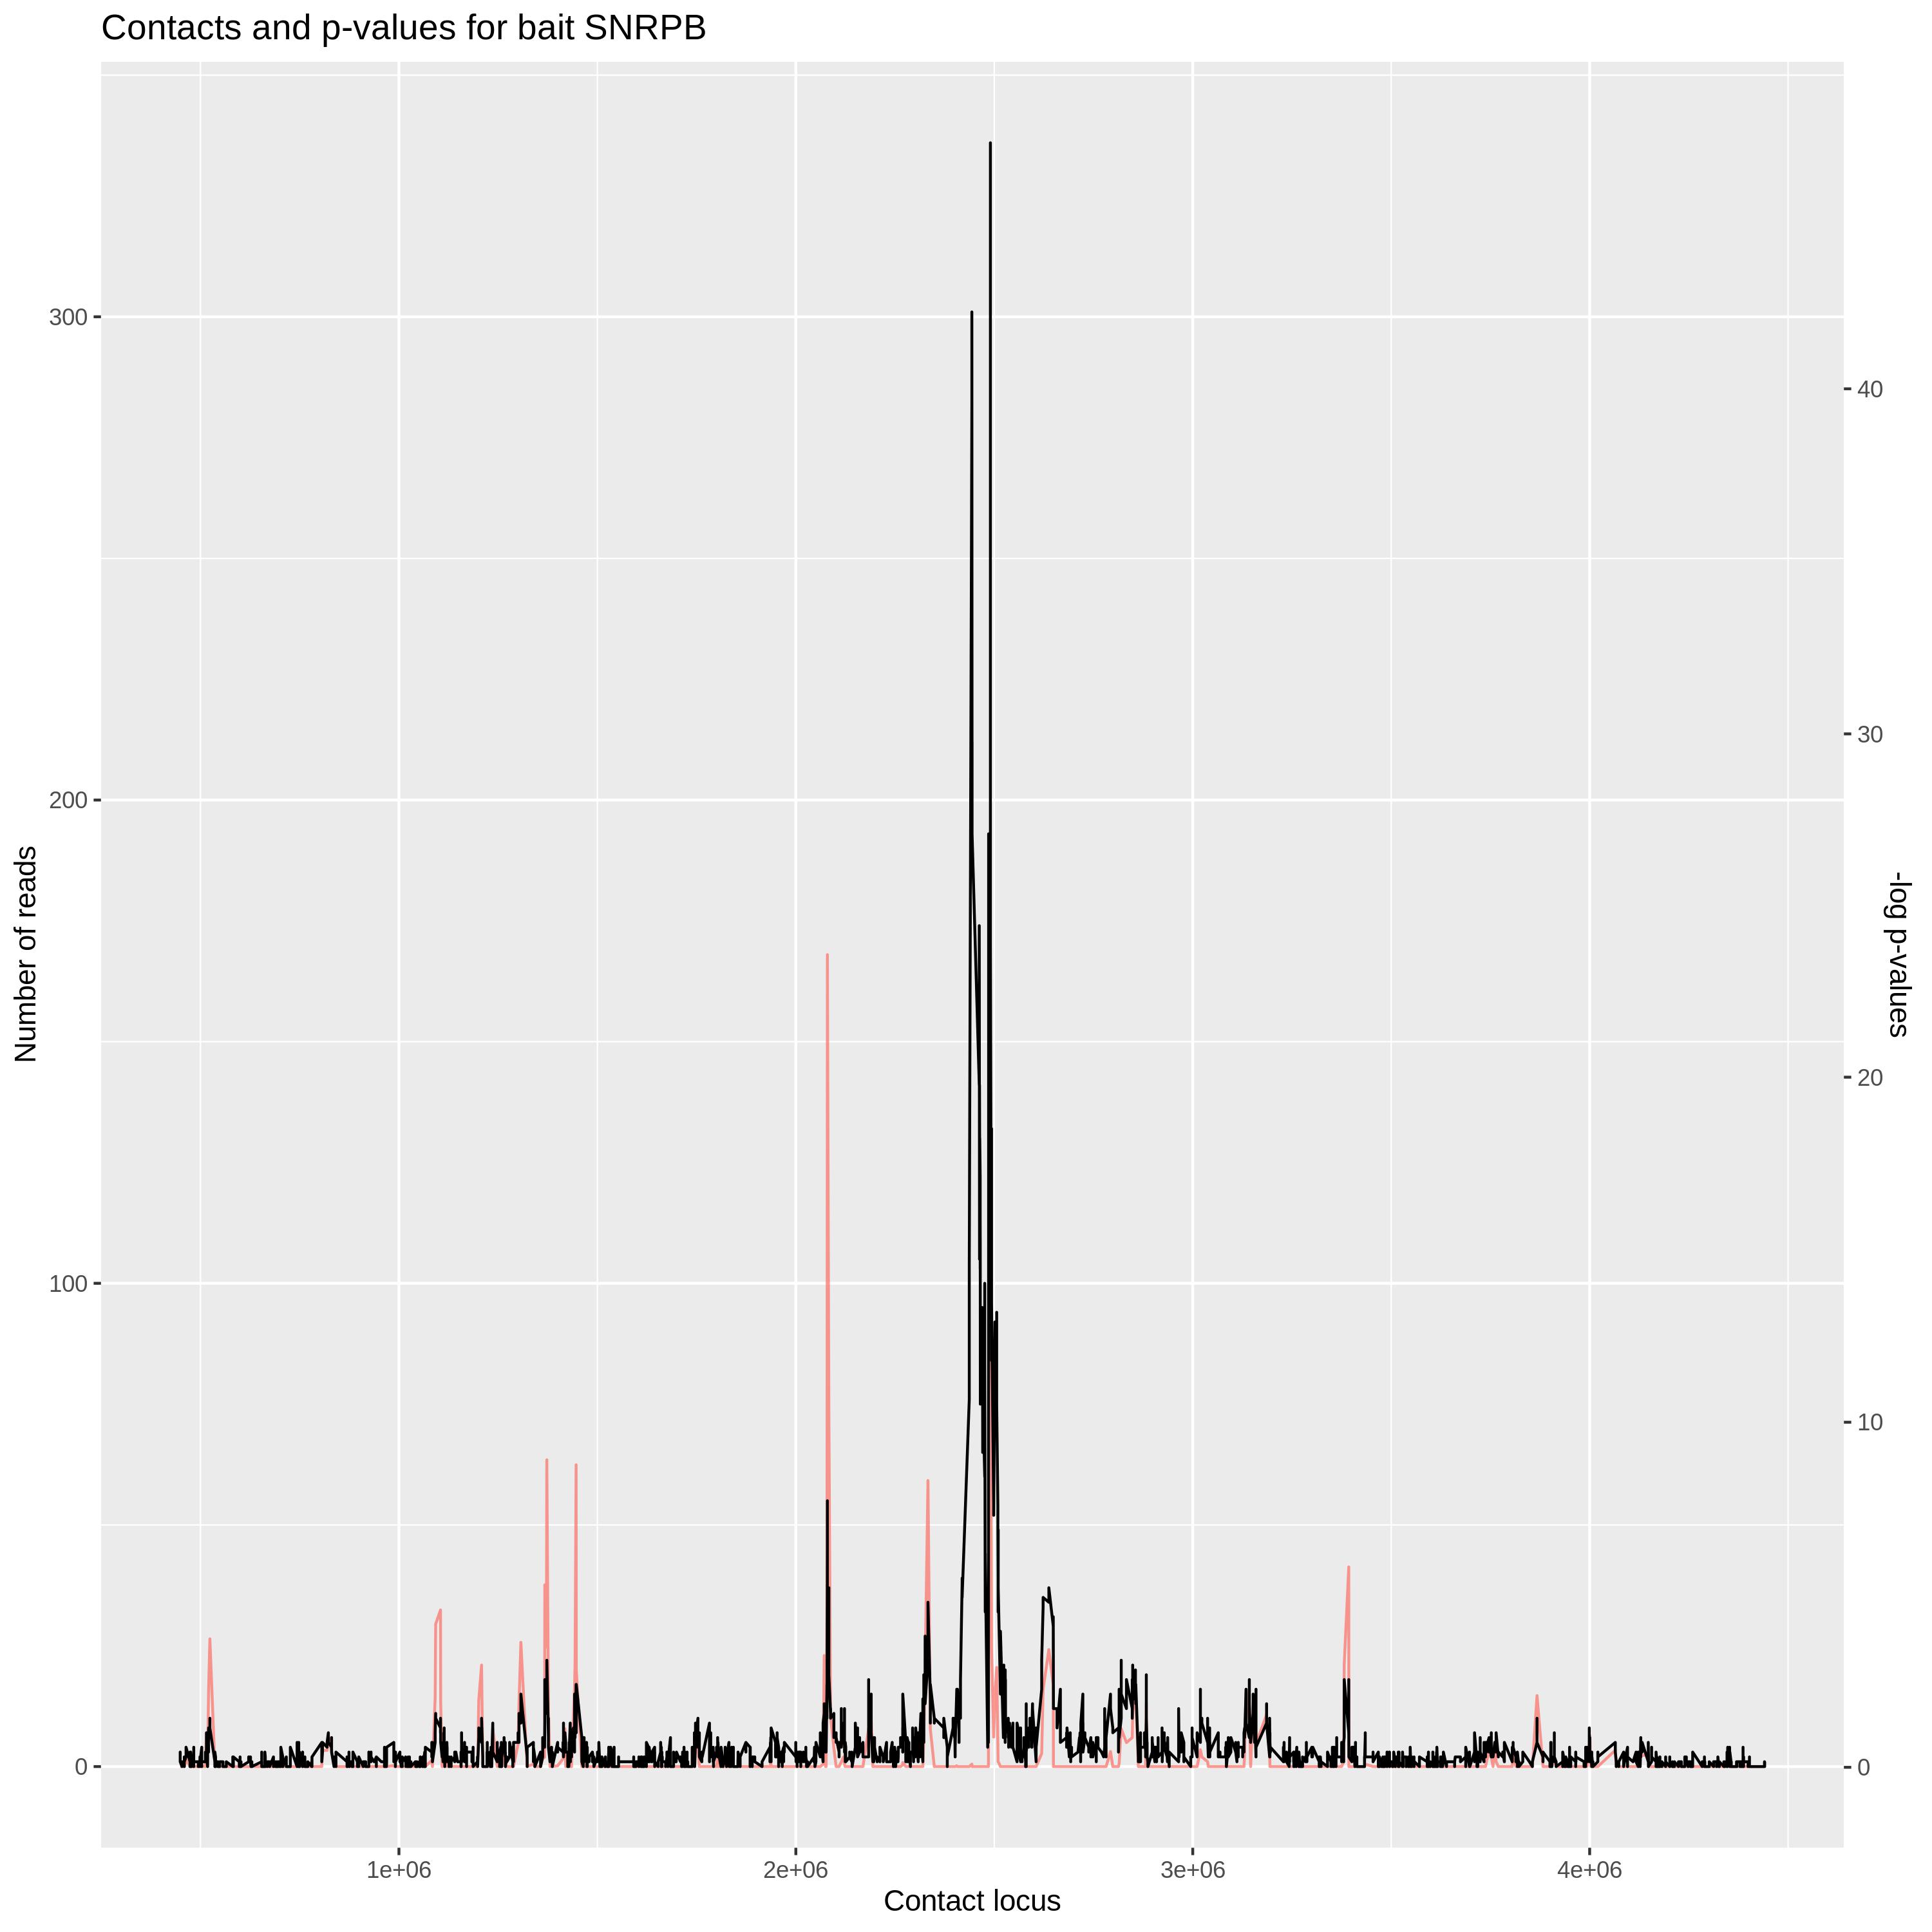 Contacts and p-values for bait SNRPB
Number of reads
300
200
100
0
40
30
20
10
0
-log p-values
1e+06
2e+06
3e+06
4e+06
Contact locus